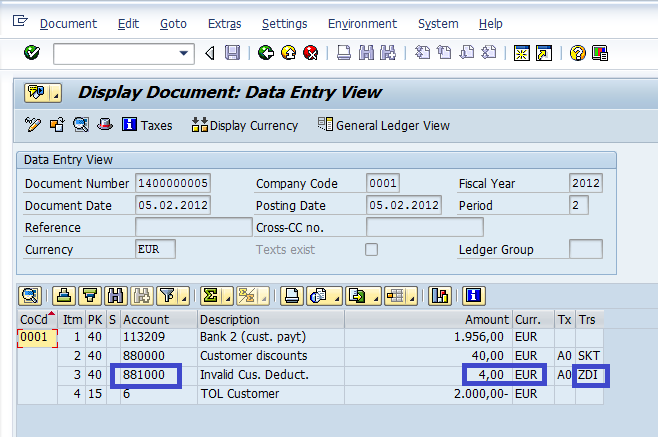 Document Edit Goto Extras Settings Environment System Help
Display Document: Data Entry View
Taxes Display Currency General Ledger View
Data Entry View
Document Number 1400000005 Company Code 0001 Fiscal Year 2012
Document Date 05.02.2012 Posting Date 05.02.2012 Period 2
Reference Cross-CC no.
Currency EUR Texts exist Ledger Group
CoCd Itm PK S Account Description Amount Curr. Tx Trs
0001 1 40 113209 Bank 2 (cust. payt) 1.956,00 EUR
2 40 880000 Customer discounts 40,00 EUR A0 SKT
3 40 881000 Invalid Cus. Deduct. 4,00 EUR A0 ZDI
4 15 6 TOL Customer 2.000,00- EUR